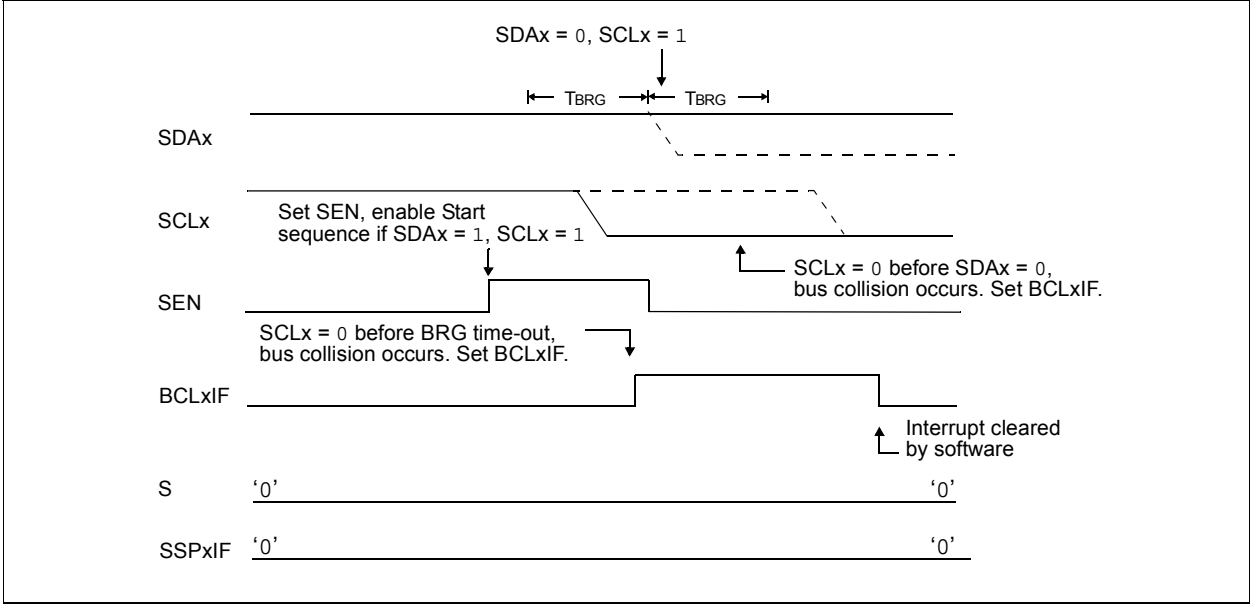 SDAx = 0, SCLx = 1
TBRG TBRG
SDAx
SCLx
Set SEN, enable Start
sequence if SDAx = 1, SCLx = 1
SCLx = 0 before SDAx = 0,
bus collision occurs. Set BCLxIF.
SEN
SCLx = 0 before BRG time-out,
bus collision occurs. Set BCLxIF.
BCLxIF
Interrupt cleared
by software
S ‘0’ ‘0’
SSPxIF ‘0’ ‘0’